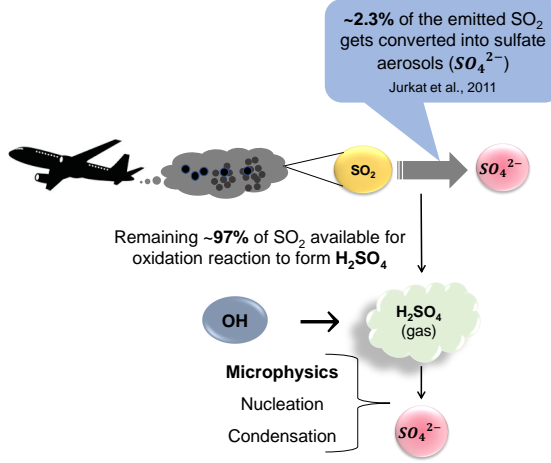 ~2.3% of the emitted SO₂
gets converted into sulfate
aerosols (SO₄²⁻)
Jurkat et al., 2011
SO₂
SO₄²⁻
Remaining ~97% of SO₂ available for
oxidation reaction to form H₂SO₄
OH
H₂SO₄
(gas)
Microphysics
Nucleation
Condensation
SO₄²⁻